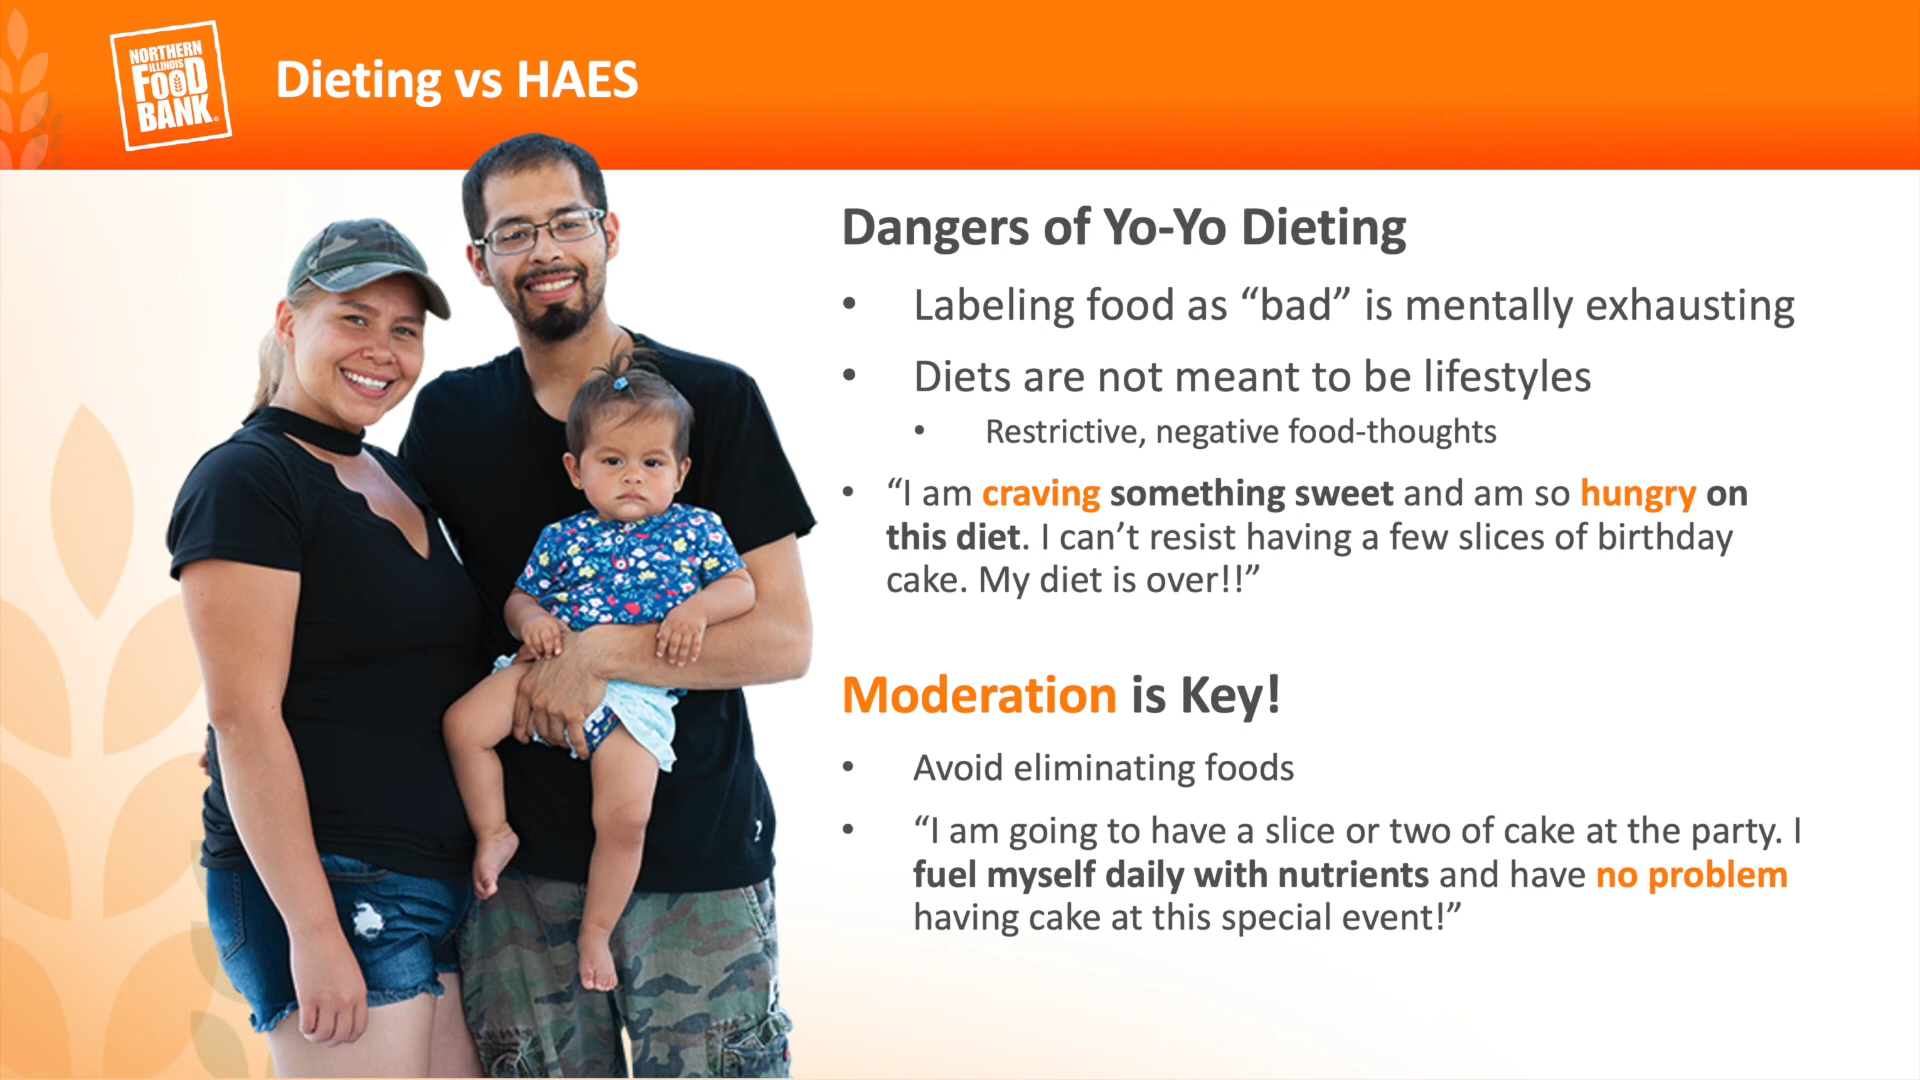 NORTHERN
ILLINOIS
FOOD
BANK®
Dieting vs HAES
Dangers of Yo-Yo Dieting
• Labeling food as “bad” is mentally exhausting
• Diets are not meant to be lifestyles
• Restrictive, negative food-thoughts
• “I am craving something sweet and am so hungry on
this diet. I can’t resist having a few slices of birthday
cake. My diet is over!!”
Moderation is Key!
• Avoid eliminating foods
• “I am going to have a slice or two of cake at the party. I
fuel myself daily with nutrients and have no problem
having cake at this special event!”